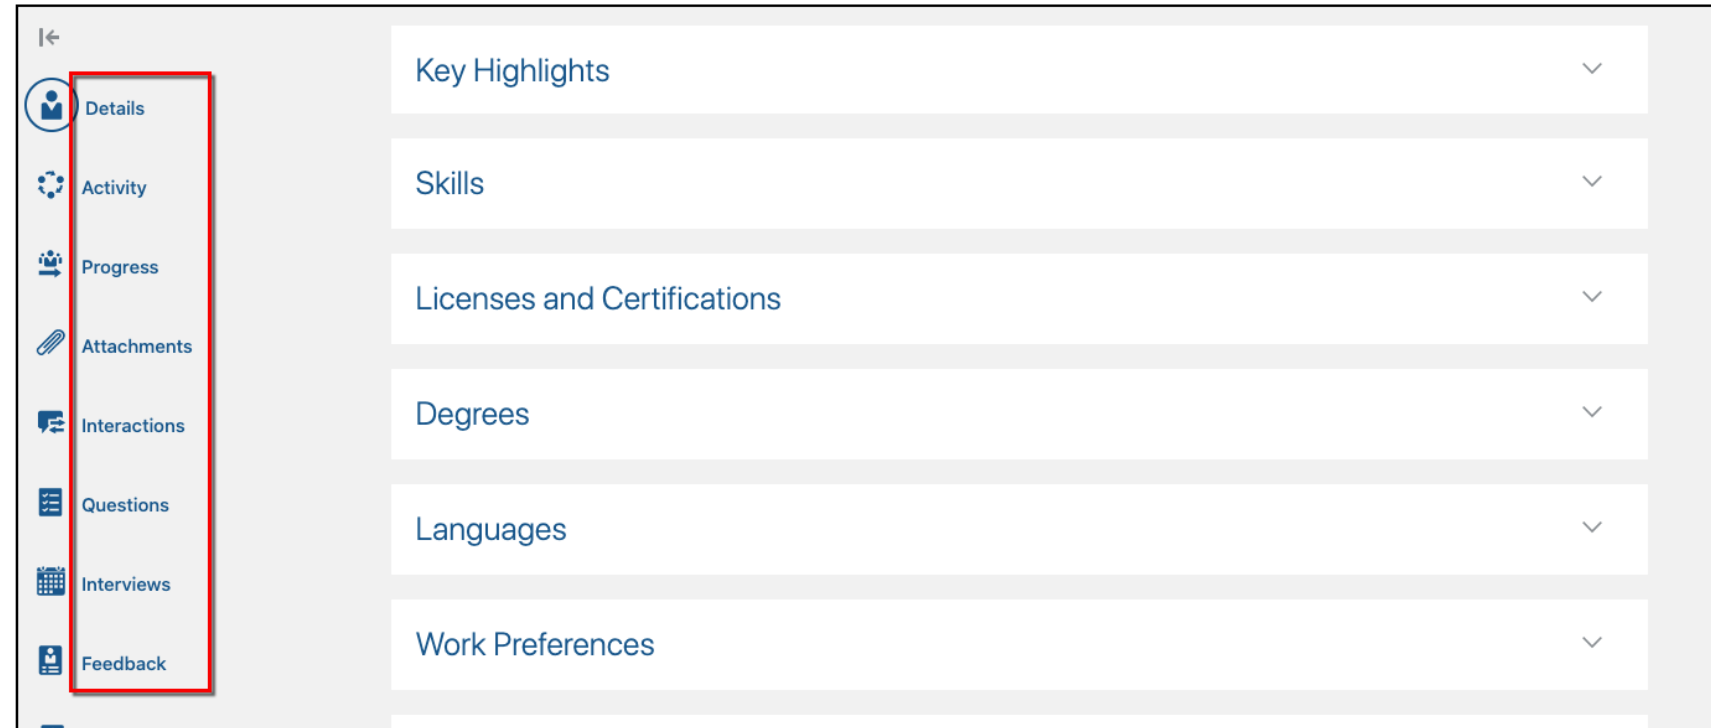 Details
Activity
Progress
Attachments
Interactions
Questions
Interviews
Feedback
Key Highlights
Skills
Licenses and Certifications
Degrees
Languages
Work Preferences